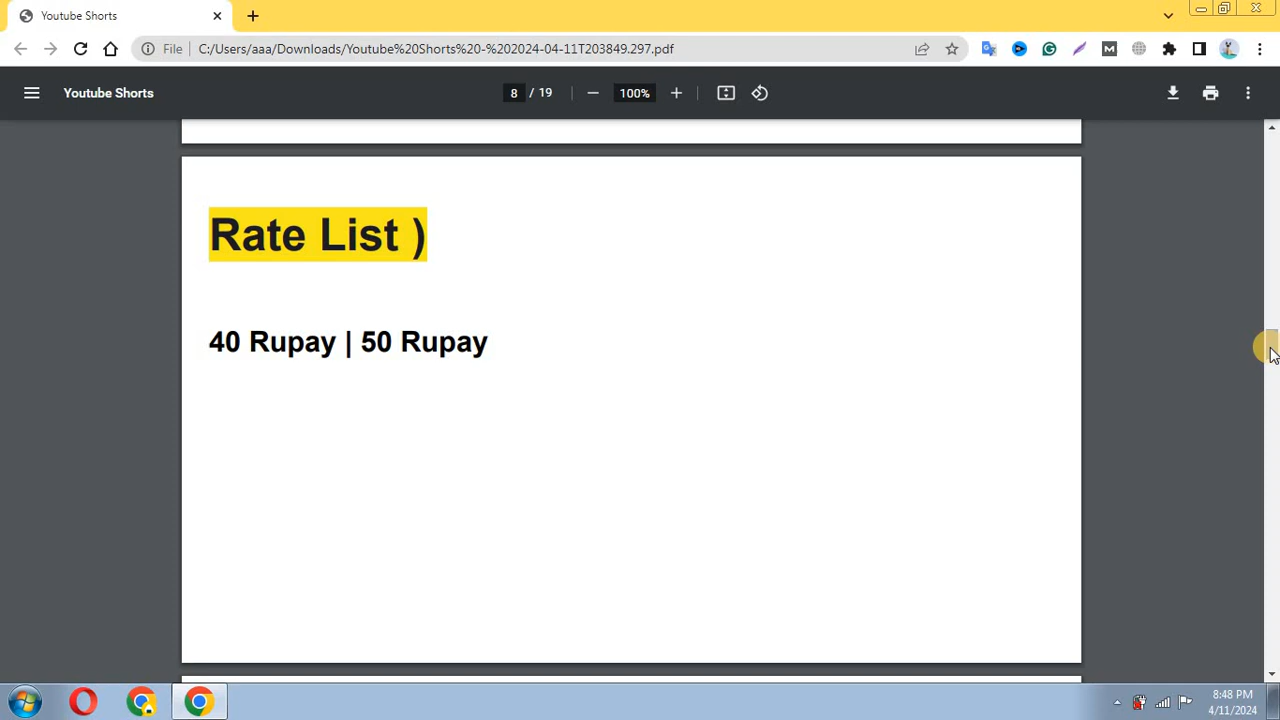 Youtube Shorts
File
C:/Users/aaa/Downloads/Youtube%20Shorts%20-%202024-04-11T203849.297.pdf
Youtube Shorts
8 / 19
100%
Rate List )
40 Rupay | 50 Rupay
8:48 PM
4/11/2024